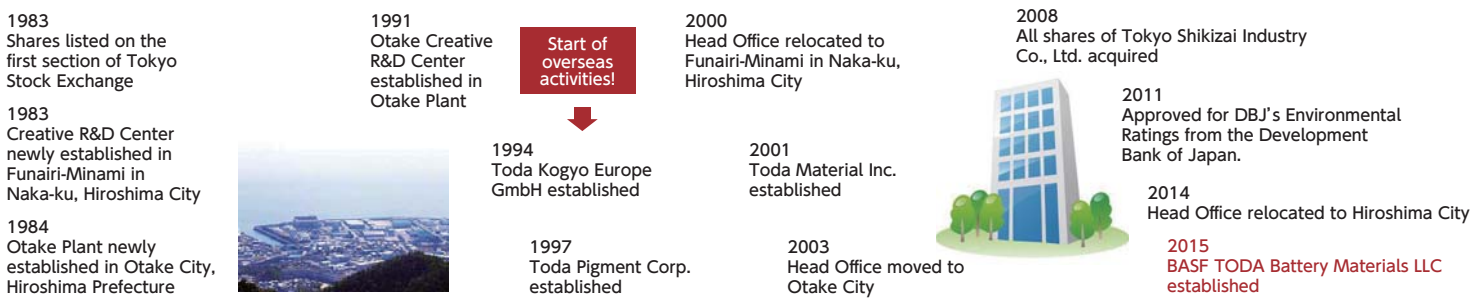 1983
Shares listed on the
first section of Tokyo
Stock Exchange
1983
Creative R&D Center
newly established in
Funairi-Minami in
Naka-ku, Hiroshima City
1984
Otake Plant newly
established in Otake City,
Hiroshima Prefecture
1991
Otake Creative
R&D Center
established in
Otake Plant
Start of
overseas
activities!
1994
Toda Kogyo Europe
GmbH established
1997
Toda Pigment Corp.
established
2000
Head Office relocated to
Funairi-Minami in Naka-ku,
Hiroshima City
2001
Toda Material Inc.
established
2003
Head Office moved to
Otake City
2008
All shares of Tokyo Shikizai Industry
Co., Ltd. acquired
2011
Approved for DBJ's Environmental
Ratings from the Development
Bank of Japan.
2014
Head Office relocated to Hiroshima City
2015
BASF TODA Battery Materials LLC
established